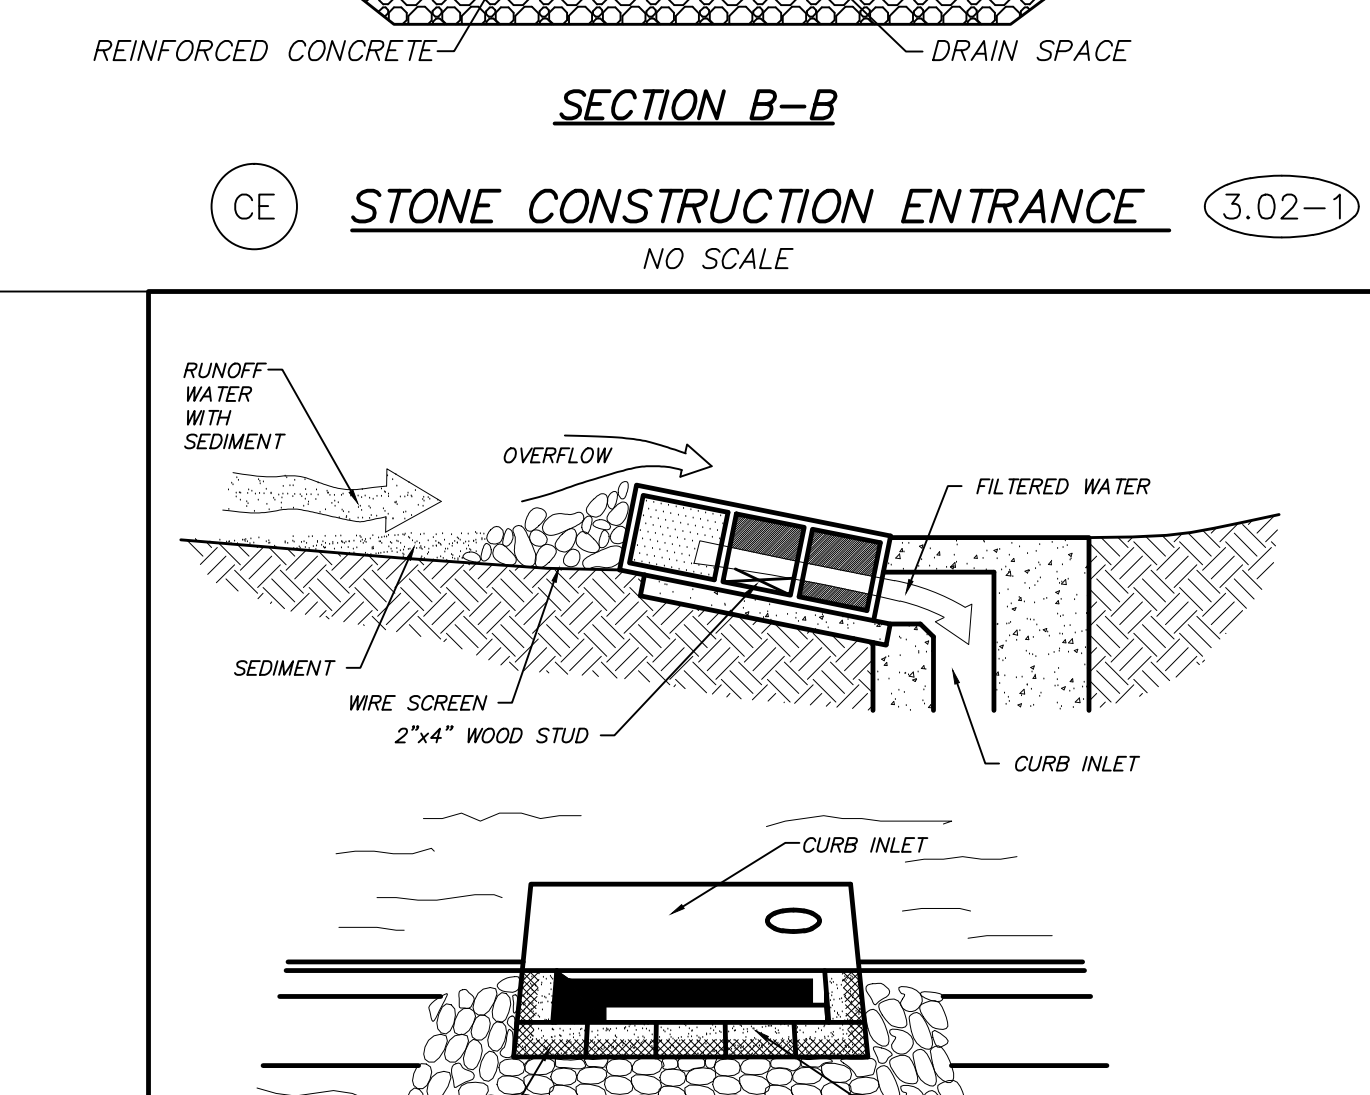 REINFORCED CONCRETE
DRAIN SPACE
SECTION B-B
CE
STONE CONSTRUCTION ENTRANCE
3.02-1
NO SCALE
RUNOFF
WATER
WITH
SEDIMENT
OVERFLOW
FILTERED WATER
SEDIMENT
WIRE SCREEN
2"x4" WOOD STUD
CURB INLET
CURB INLET